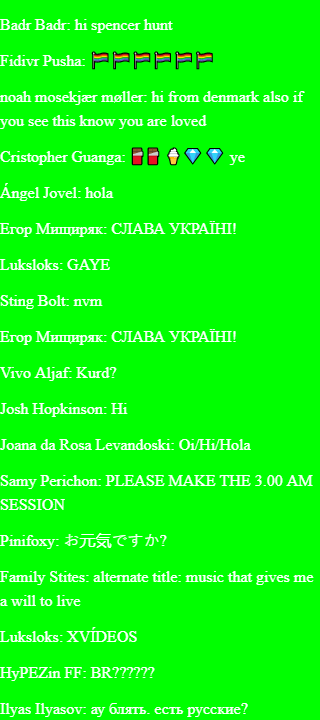 Badr Badr: hi spencer hunt
Fidivr Pusha: 🏳️‍🌈🏳️‍🌈🏳️‍🌈🏳️‍🌈🏳️‍🌈🏳️‍🌈
noah mosekjær møller: hi from denmark also if
you see this know you are loved
Cristopher Guanga: 🥤🥤🍦💎💎 ye
Ángel Jovel: hola
Егор Мищиряк: СЛАВА УКРАЇНІ!
Luksloks: GAYE
Sting Bolt: nvm
Егор Мищиряк: СЛАВА УКРАЇНІ!
Vivo Aljaf: Kurd?
Josh Hopkinson: Hi
Joana da Rosa Levandoski: Oi/Hi/Hola
Samy Perichon: PLEASE MAKE THE 3.00 AM
SESSION
Pinifoxy: お元気ですか?
Family Stites: alternate title: music that gives me
a will to live
Luksloks: XVÍDEOS
HyPEZin FF: BR??????
Ilyas Ilyasov: ау блять. есть русские?